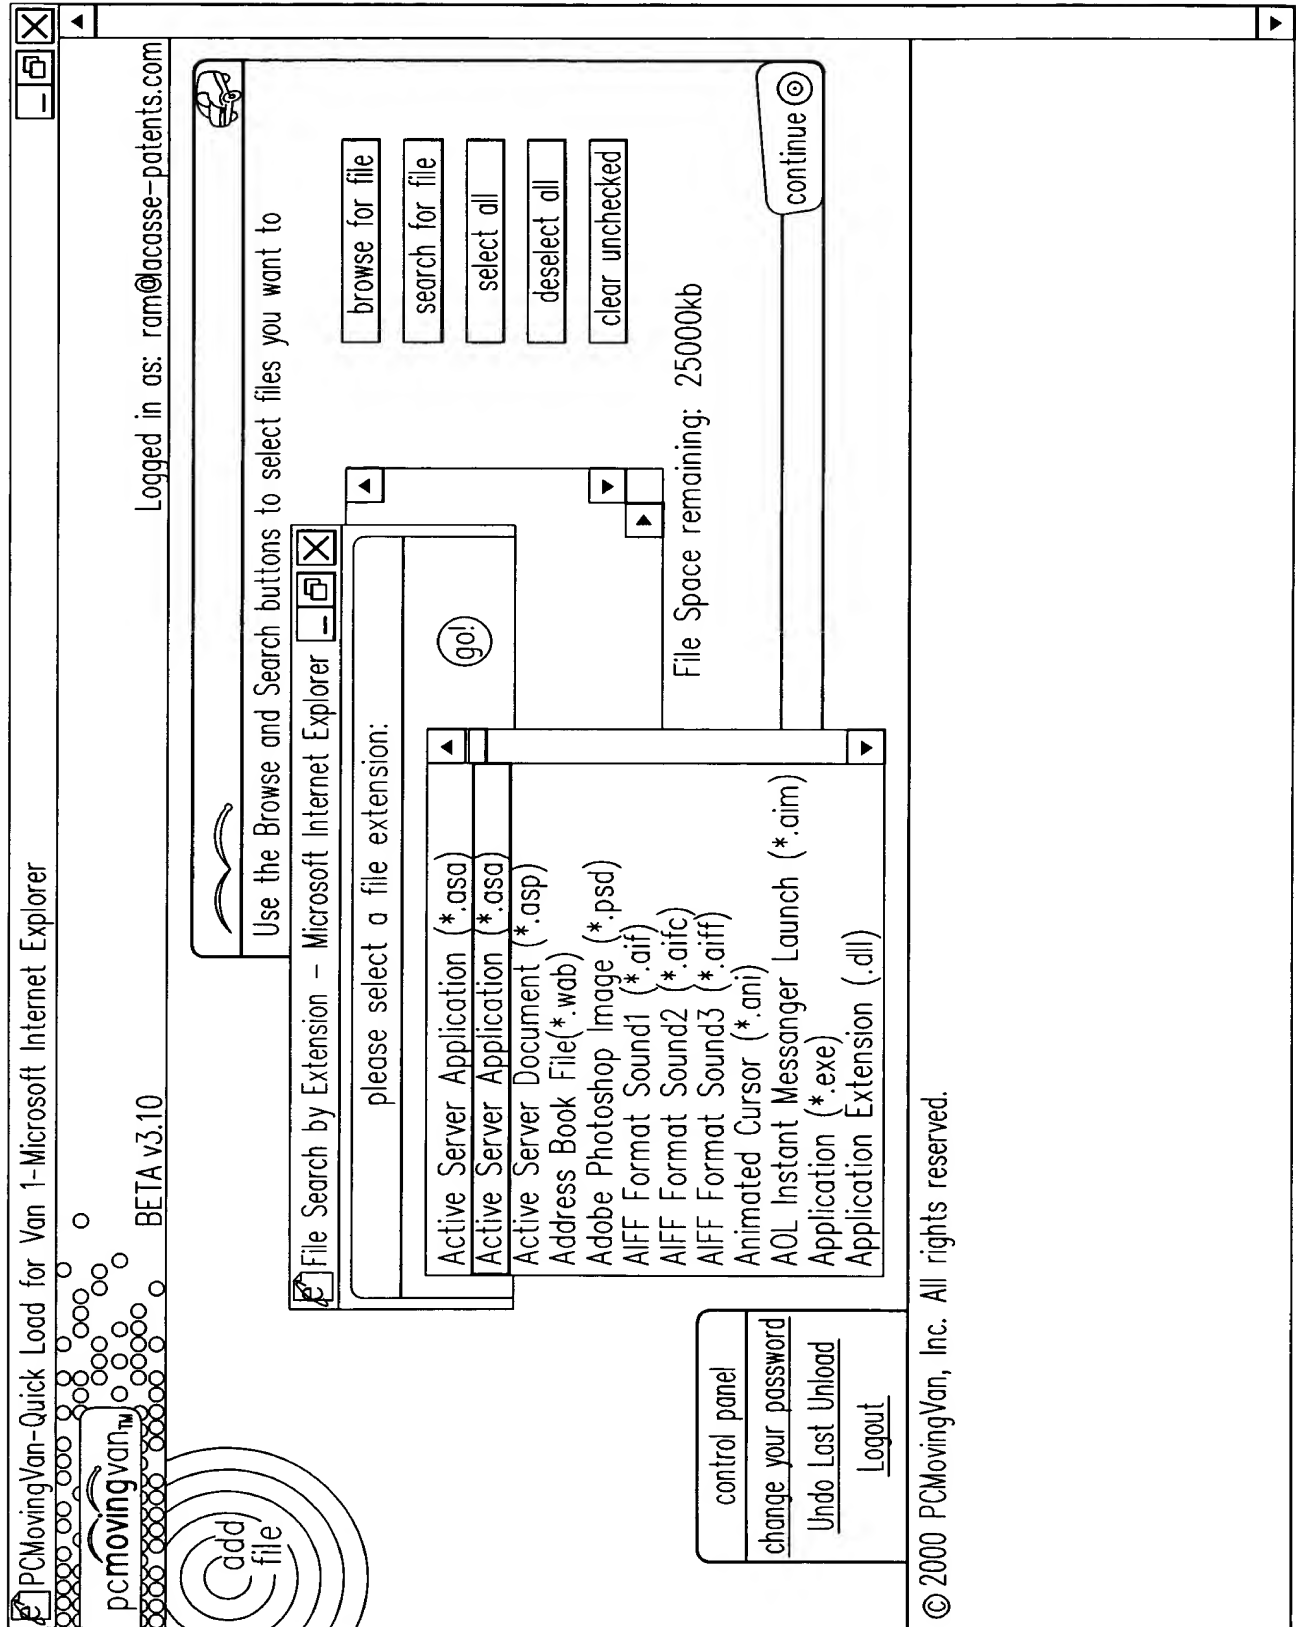 PCMovingVan-Quick Load for Van 1-Microsoft Internet Explorer
pcmovingvan™
BETA v3.10
Logged in as: ram@lacasse-patents.com
add
file
Use the Browse and Search buttons to select files you want to
File Search by Extension - Microsoft Internet Explorer
please select a file extension:
go!
Active Server Application (*.asa)
Active Server Application (*.asa)
Active Server Document (*.asp)
Address Book File(*.wab)
Adobe Photoshop Image (*.psd)
AIFF Format Sound1 (*.aif)
AIFF Format Sound2 (*.aifc)
AIFF Format Sound3 (*.aiff)
Animated Cursor (*.ani)
AOL Instant Messanger Launch (*.aim)
Application (*.exe)
Application Extension (.dll)
browse for file
search for file
select all
deselect all
clear unchecked
File Space remaining: 25000kb
continue
control panel
change your password
Undo Last Unload
Logout
© 2000 PCMovingVan, Inc. All rights reserved.